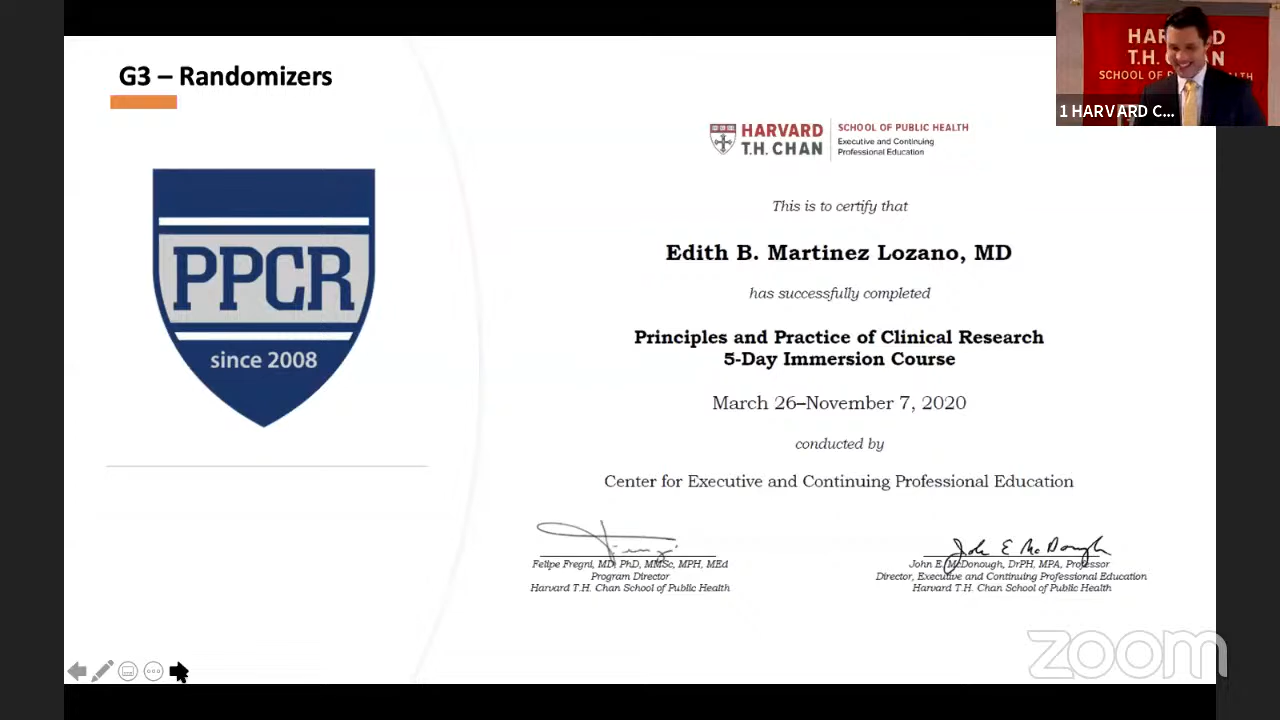 G3 – Randomizers
PPCR
since 2008
HARVARD
T.H. CHAN
SCHOOL OF PUBLIC HEALTH
Executive and Continuing
Professional Education
This is to certify that
Edith B. Martinez Lozano, MD
has successfully completed
Principles and Practice of Clinical Research
5-Day Immersion Course
March 26–November 7, 2020
conducted by
Center for Executive and Continuing Professional Education
Felipe Fregni, MD, PhD, MMSc, MPH, MEd
Program Director
Harvard T.H. Chan School of Public Health
John E McDonough
John E. McDonough, DrPH, MPA, Professor
Director, Executive and Continuing Professional Education
Harvard T.H. Chan School of Public Health
1 HARVARD C...
zoom